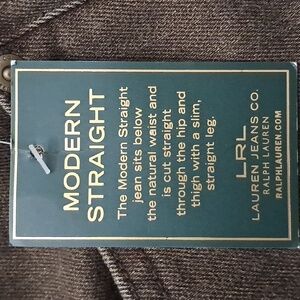 MODERN
STRAIGHT
The Modern Straight
jean sits below
the natural waist and
is cut straight
through the hip and
thigh with a slim,
straight leg.
LRL
LAUREN JEANS CO.
RALPH LAUREN
RALPHLAUREN.COM